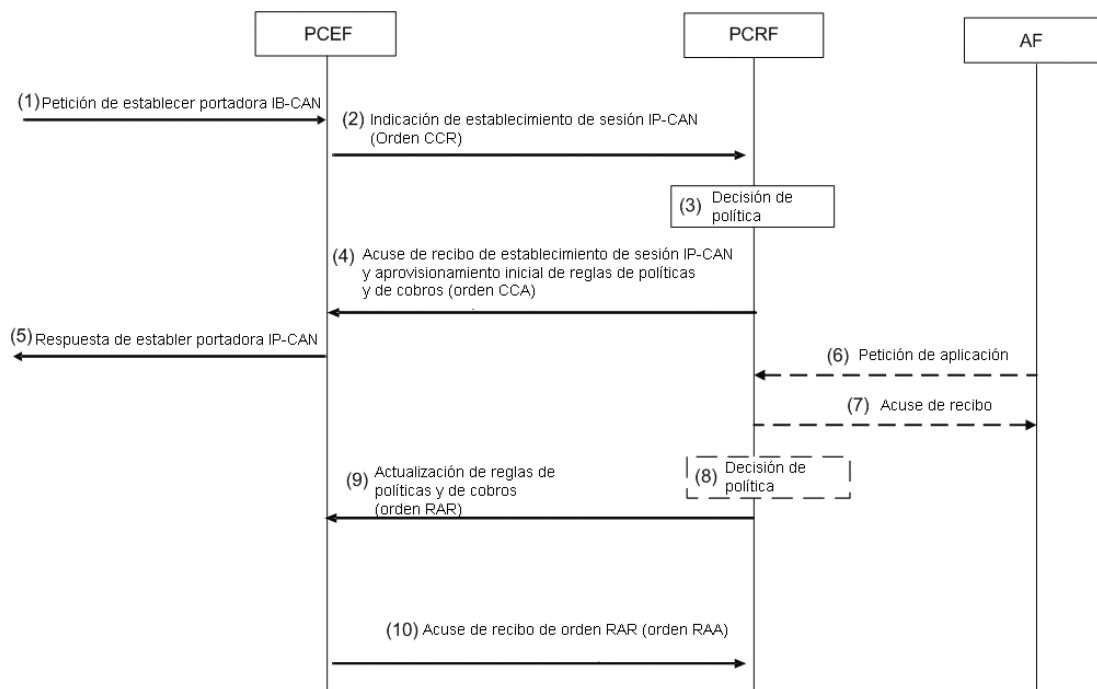 PCEF
PCRF
AF
(1) Petición de establecer portadora IB-CAN
(2) Indicación de establecimiento de sesión IP-CAN
(Orden CCR)
(3) Decisión de
política
(4) Acuse de recibo de establecimiento de sesión IP-CAN
y aprovisionamiento inicial de reglas de políticas
y de cobros (orden CCA)
(5) Respuesta de establer portadora IP-CAN
(6) Petición de aplicación
(7) Acuse de recibo
(8) Decisión de
política
(9) Actualización de reglas de
políticas y de cobros
(orden RAR)
(10) Acuse de recibo de orden RAR (orden RAA)